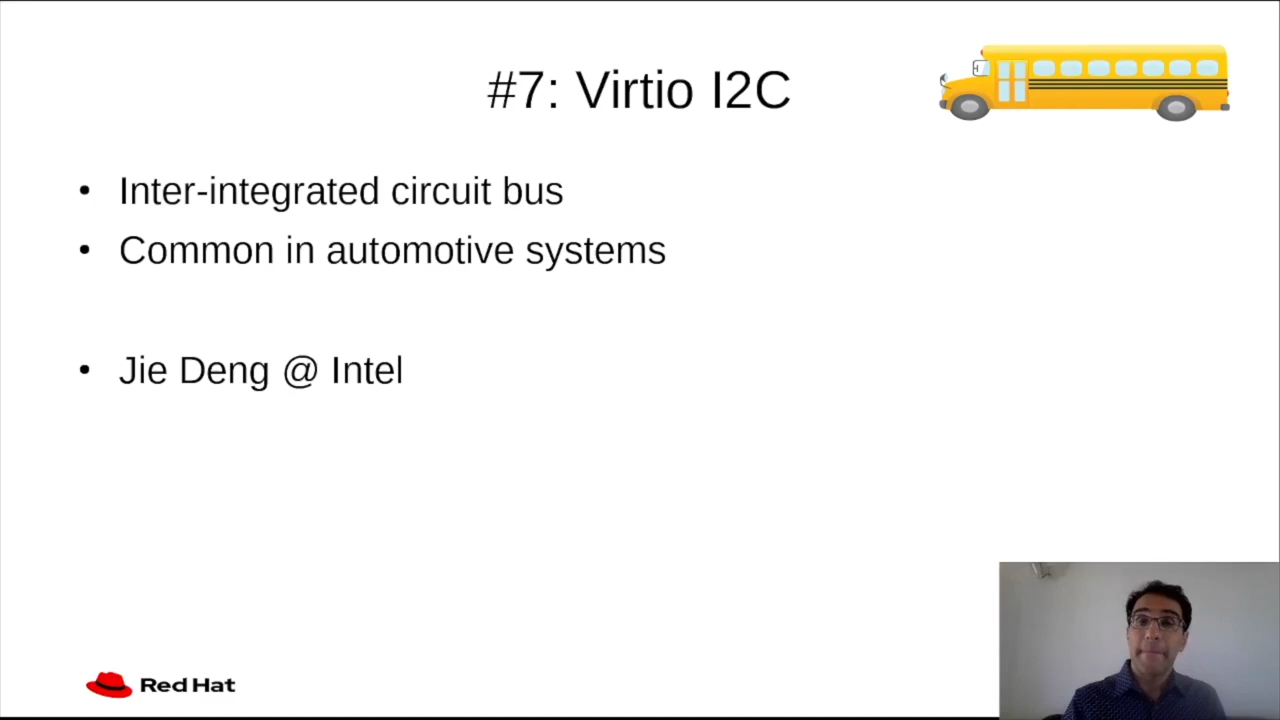 #7: Virtio I2C
• Inter-integrated circuit bus
• Common in automotive systems
• Jie Deng @ Intel
Red Hat